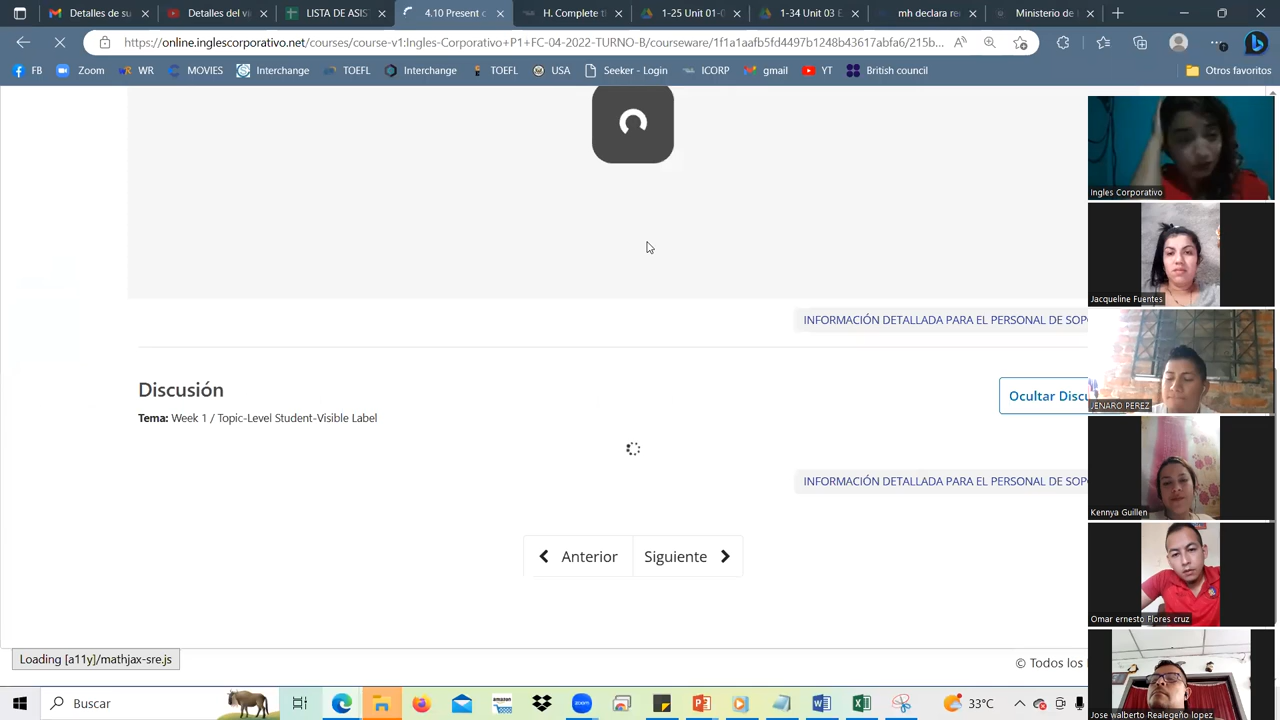 Detalles de su
Detalles del vi
LISTA DE ASIST
4.10 Present c
H. Complete t
1-25 Unit 01-0
1-34 Unit 03 E
mh declara re
Ministerio de
https://online.inglescorporativo.net/courses/course-v1:Ingles-Corporativo+P1+FC-04-2022-TURNO-B/courseware/1f1a1aafb5fd4497b1248b43617abfa6/215b...
FB
Zoom
WR
MOVIES
Interchange
TOEFL
Interchange
TOEFL
USA
Seeker - Login
ICORP
gmail
YT
British council
Otros favoritos
Ingles Corporativo
Jacqueline Fuentes
INFORMACIÓN DETALLADA PARA EL PERSONAL DE SOPO
Discusión
Ocultar Discu
JENARO PEREZ
Tema: Week 1 / Topic-Level Student-Visible Label
INFORMACIÓN DETALLADA PARA EL PERSONAL DE SOPO
Kennya Guillen
Anterior
Siguiente
Omar ernesto Flores cruz
Loading [a11y]/mathjax-sre.js
© Todos los
Buscar
33°C
Jose walberto Realegeño lopez